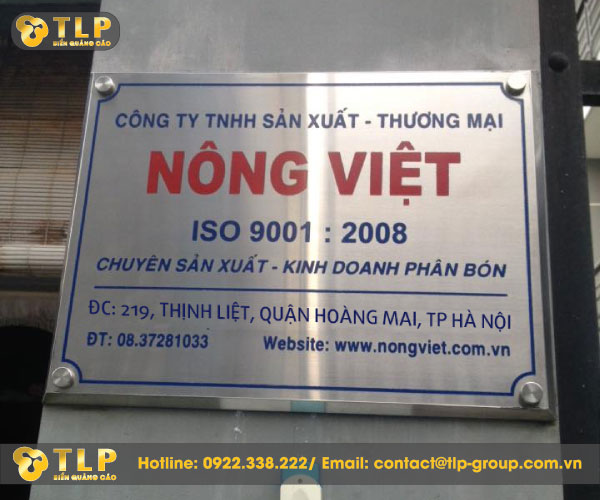 TLP
BIỂN QUẢNG CÁO
CÔNG TY TNHH SẢN XUẤT - THƯƠNG MẠI
NÔNG VIỆT
ISO 9001 : 2008
CHUYÊN SẢN XUẤT - KINH DOANH PHÂN BÓN
ĐC: 219, THỊNH LIỆT, QUẬN HOÀNG MAI, TP HÀ NỘI
ĐT: 08.37281033 Website: www.nongviet.com.vn
TLP
BIỂN QUẢNG CÁO
Hotline: 0922.338.222/ Email: contact@tlp-group.com.vn